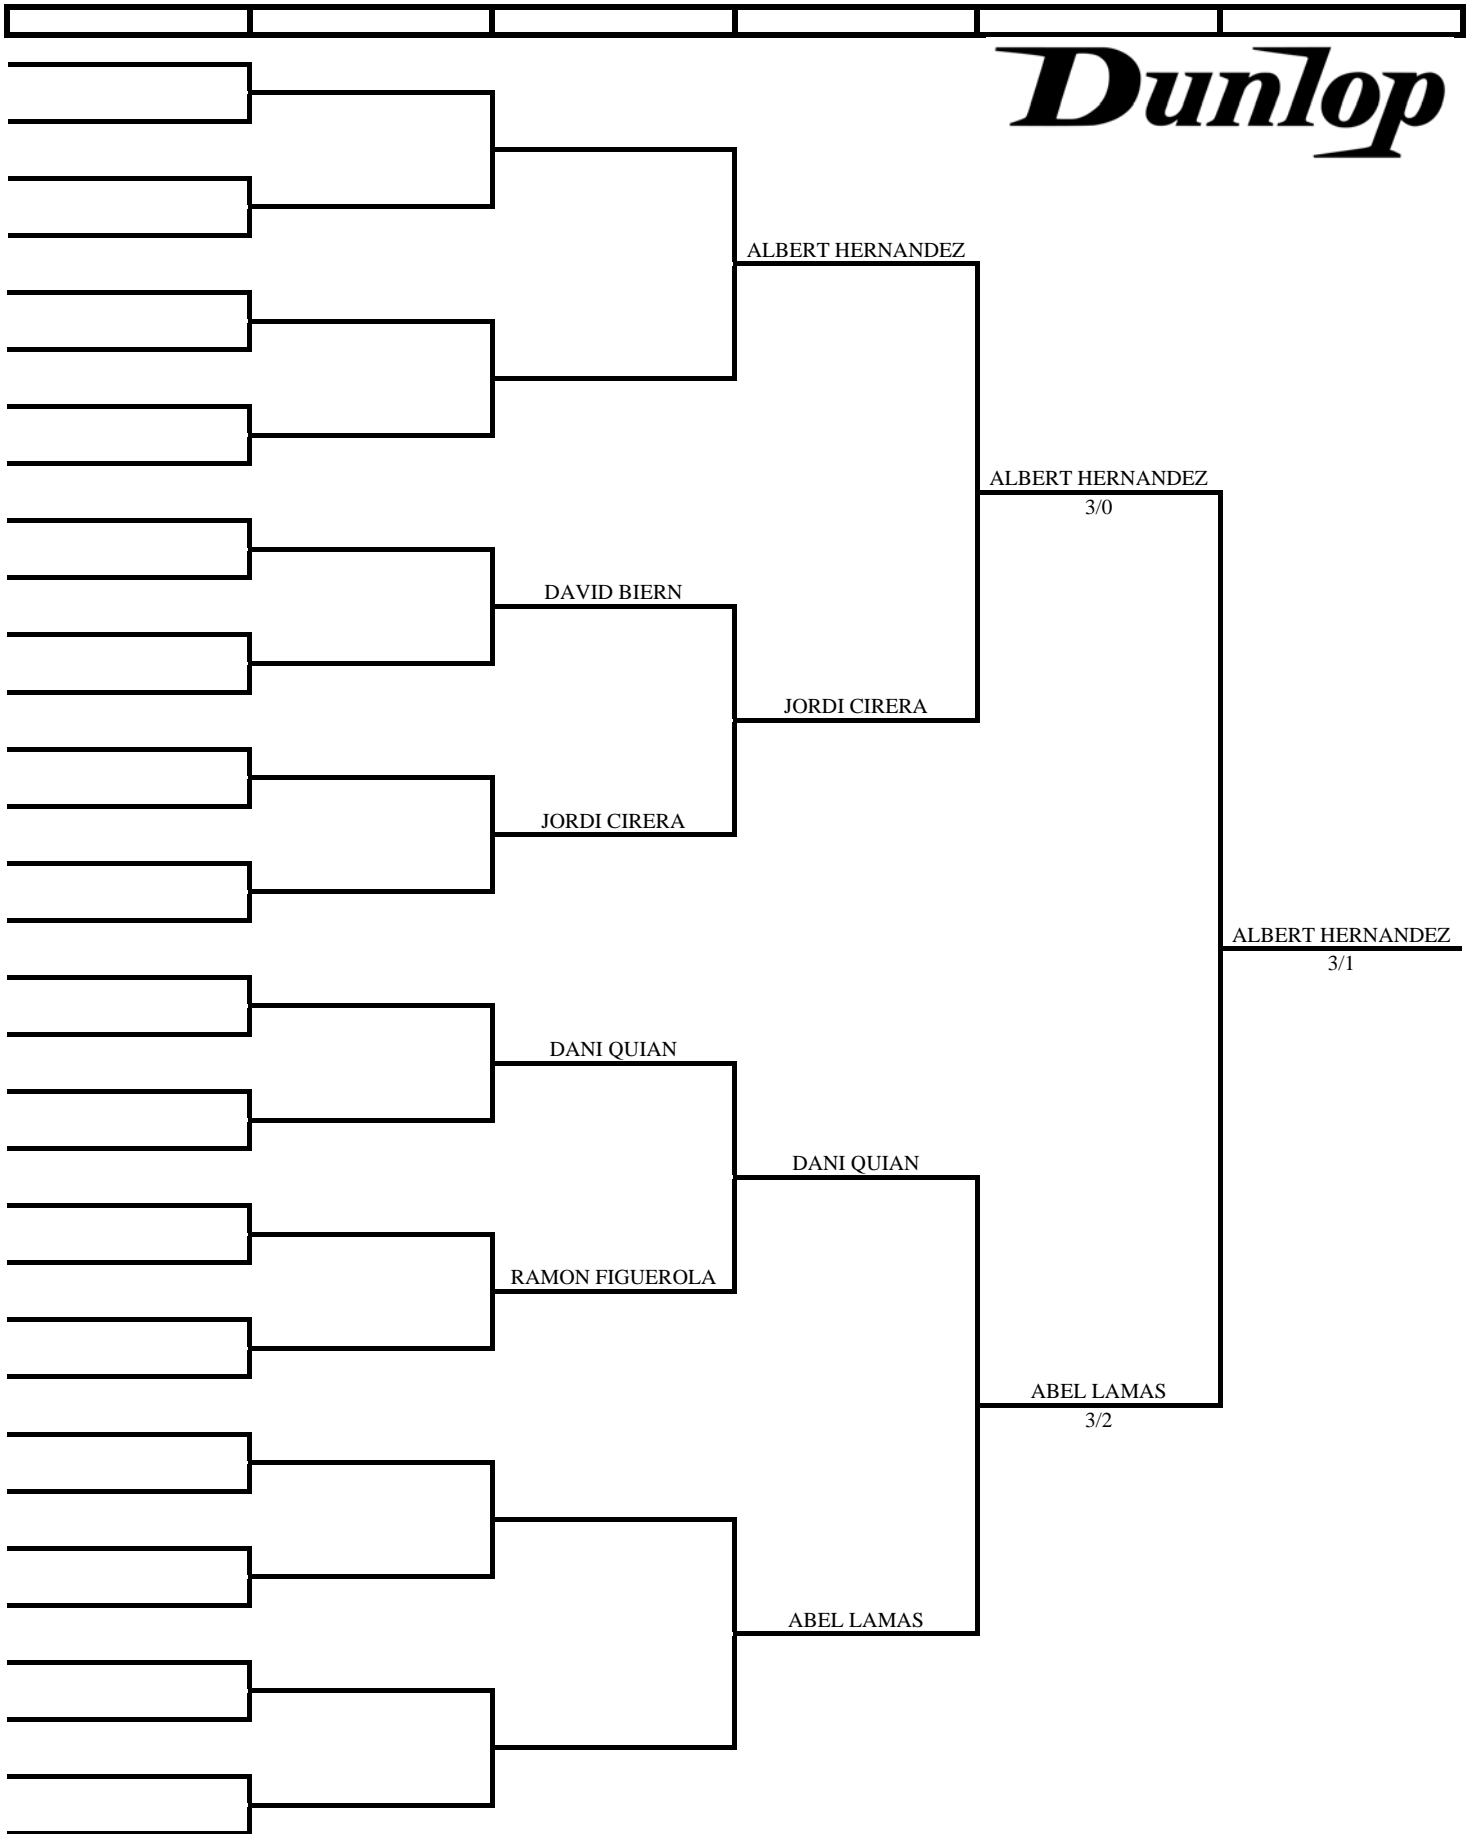 Dunlop
ALBERT HERNANDEZ
ALBERT HERNANDEZ
3/0
DAVID BIERN
JORDI CIRERA
JORDI CIRERA
ALBERT HERNANDEZ
3/1
DANI QUIAN
DANI QUIAN
RAMON FIGUEROLA
ABEL LAMAS
3/2
ABEL LAMAS